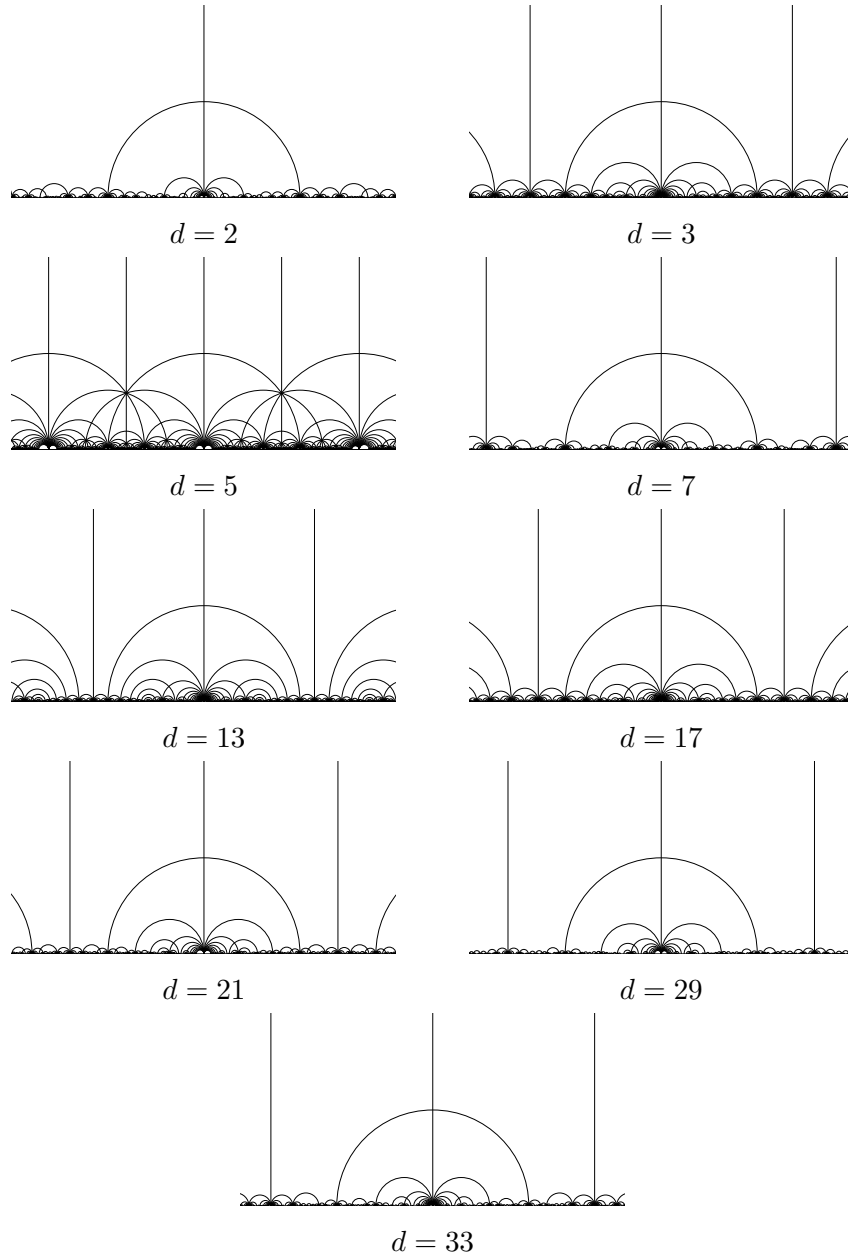 d = 2
d = 3
d = 5
d = 7
d = 13
d = 17
d = 21
d = 29
d = 33